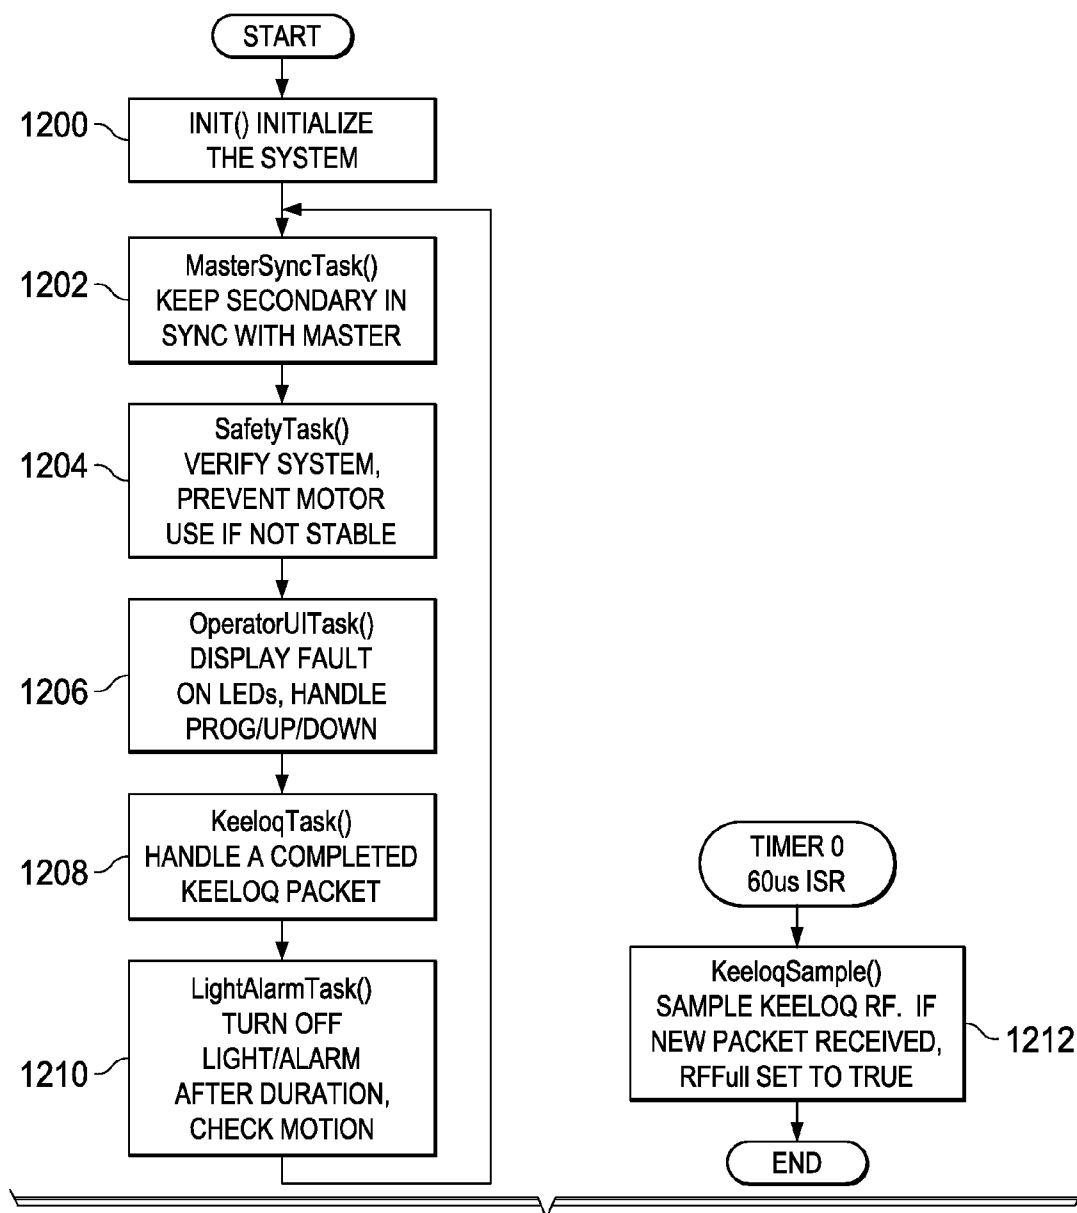 START
1200
INIT() INITIALIZE
THE SYSTEM
1202
MasterSyncTask()
KEEP SECONDARY IN
SYNC WITH MASTER
1204
SafetyTask()
VERIFY SYSTEM,
PREVENT MOTOR
USE IF NOT STABLE
1206
OperatorUITask()
DISPLAY FAULT
ON LEDs, HANDLE
PROG/UP/DOWN
1208
KeeloqTask()
HANDLE A COMPLETED
KEELOQ PACKET
1210
LightAlarmTask()
TURN OFF
LIGHT/ALARM
AFTER DURATION,
CHECK MOTION
TIMER 0
60us ISR
KeeloqSample()
SAMPLE KEELOQ RF. IF
NEW PACKET RECEIVED,
RFFull SET TO TRUE
1212
END